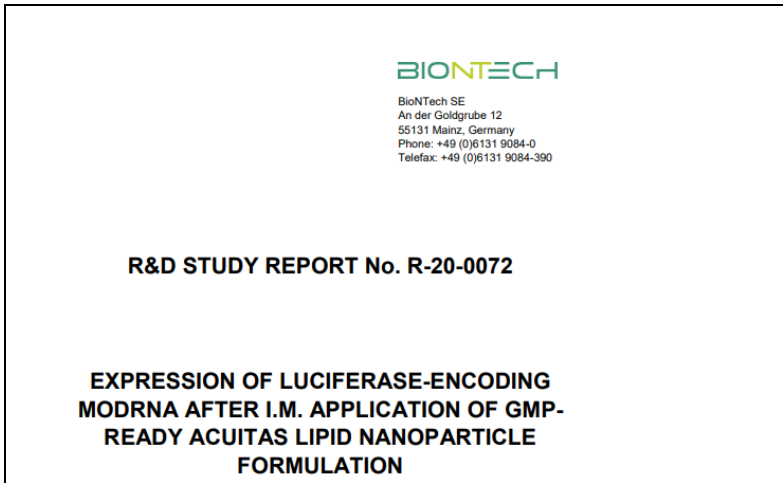 BIONTECH
BioNTech SE
An der Goldgrube 12
55131 Mainz, Germany
Phone: +49 (0)6131 9084-0
Telefax: +49 (0)6131 9084-390
R&D STUDY REPORT No. R-20-0072
EXPRESSION OF LUCIFERASE-ENCODING
MODRNA AFTER I.M. APPLICATION OF GMP-
READY ACUITAS LIPID NANOPARTICLE
FORMULATION